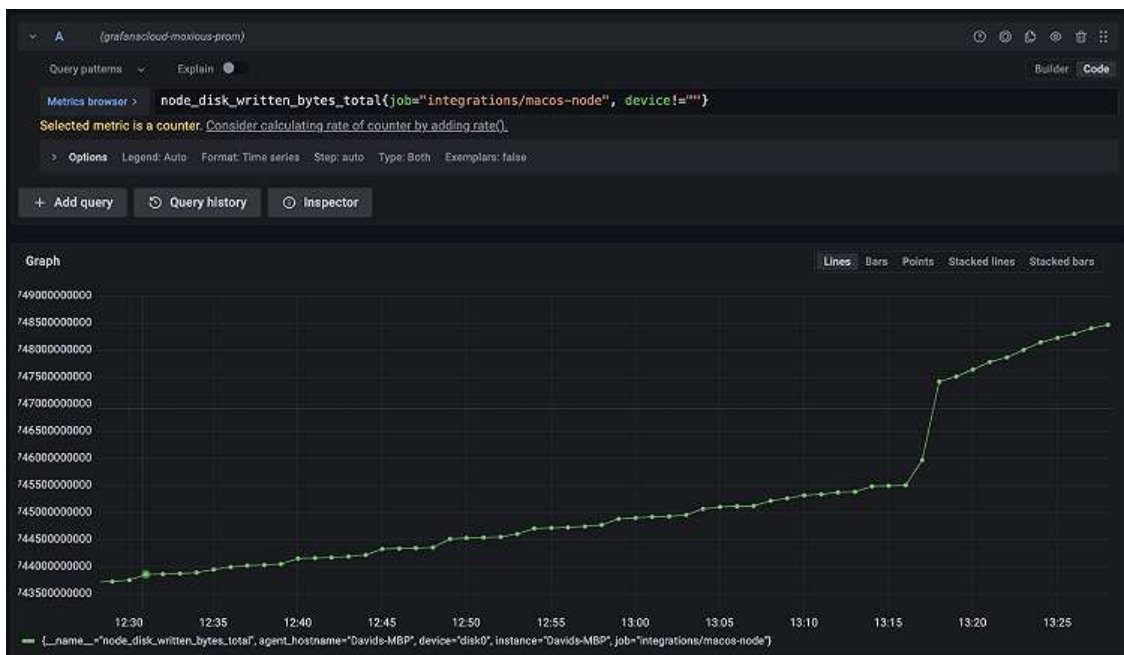 A (grafanacloud-moxious-prom)
Query patterns Explain Builder Code
Metrics browser > node_disk_written_bytes_total{job="integrations/macos-node", device!=""}
Selected metric is a counter. Consider calculating rate of counter by adding rate().
> Options Legend: Auto Format: Time series Step: auto Type: Both Exemplars: false
+ Add query Query history Inspector
Graph Lines Bars Points Stacked lines Stacked bars
749000000000
748500000000
748000000000
747500000000
747000000000
746500000000
746000000000
745500000000
745000000000
744500000000
744000000000
743500000000
12:30 12:35 12:40 12:45 12:50 12:55 13:00 13:05 13:10 13:15 13:20 13:25
{__name__="node_disk_written_bytes_total", agent_hostname="Davids-MBP", device="disk0", instance="Davids-MBP", job="integrations/macos-node"}